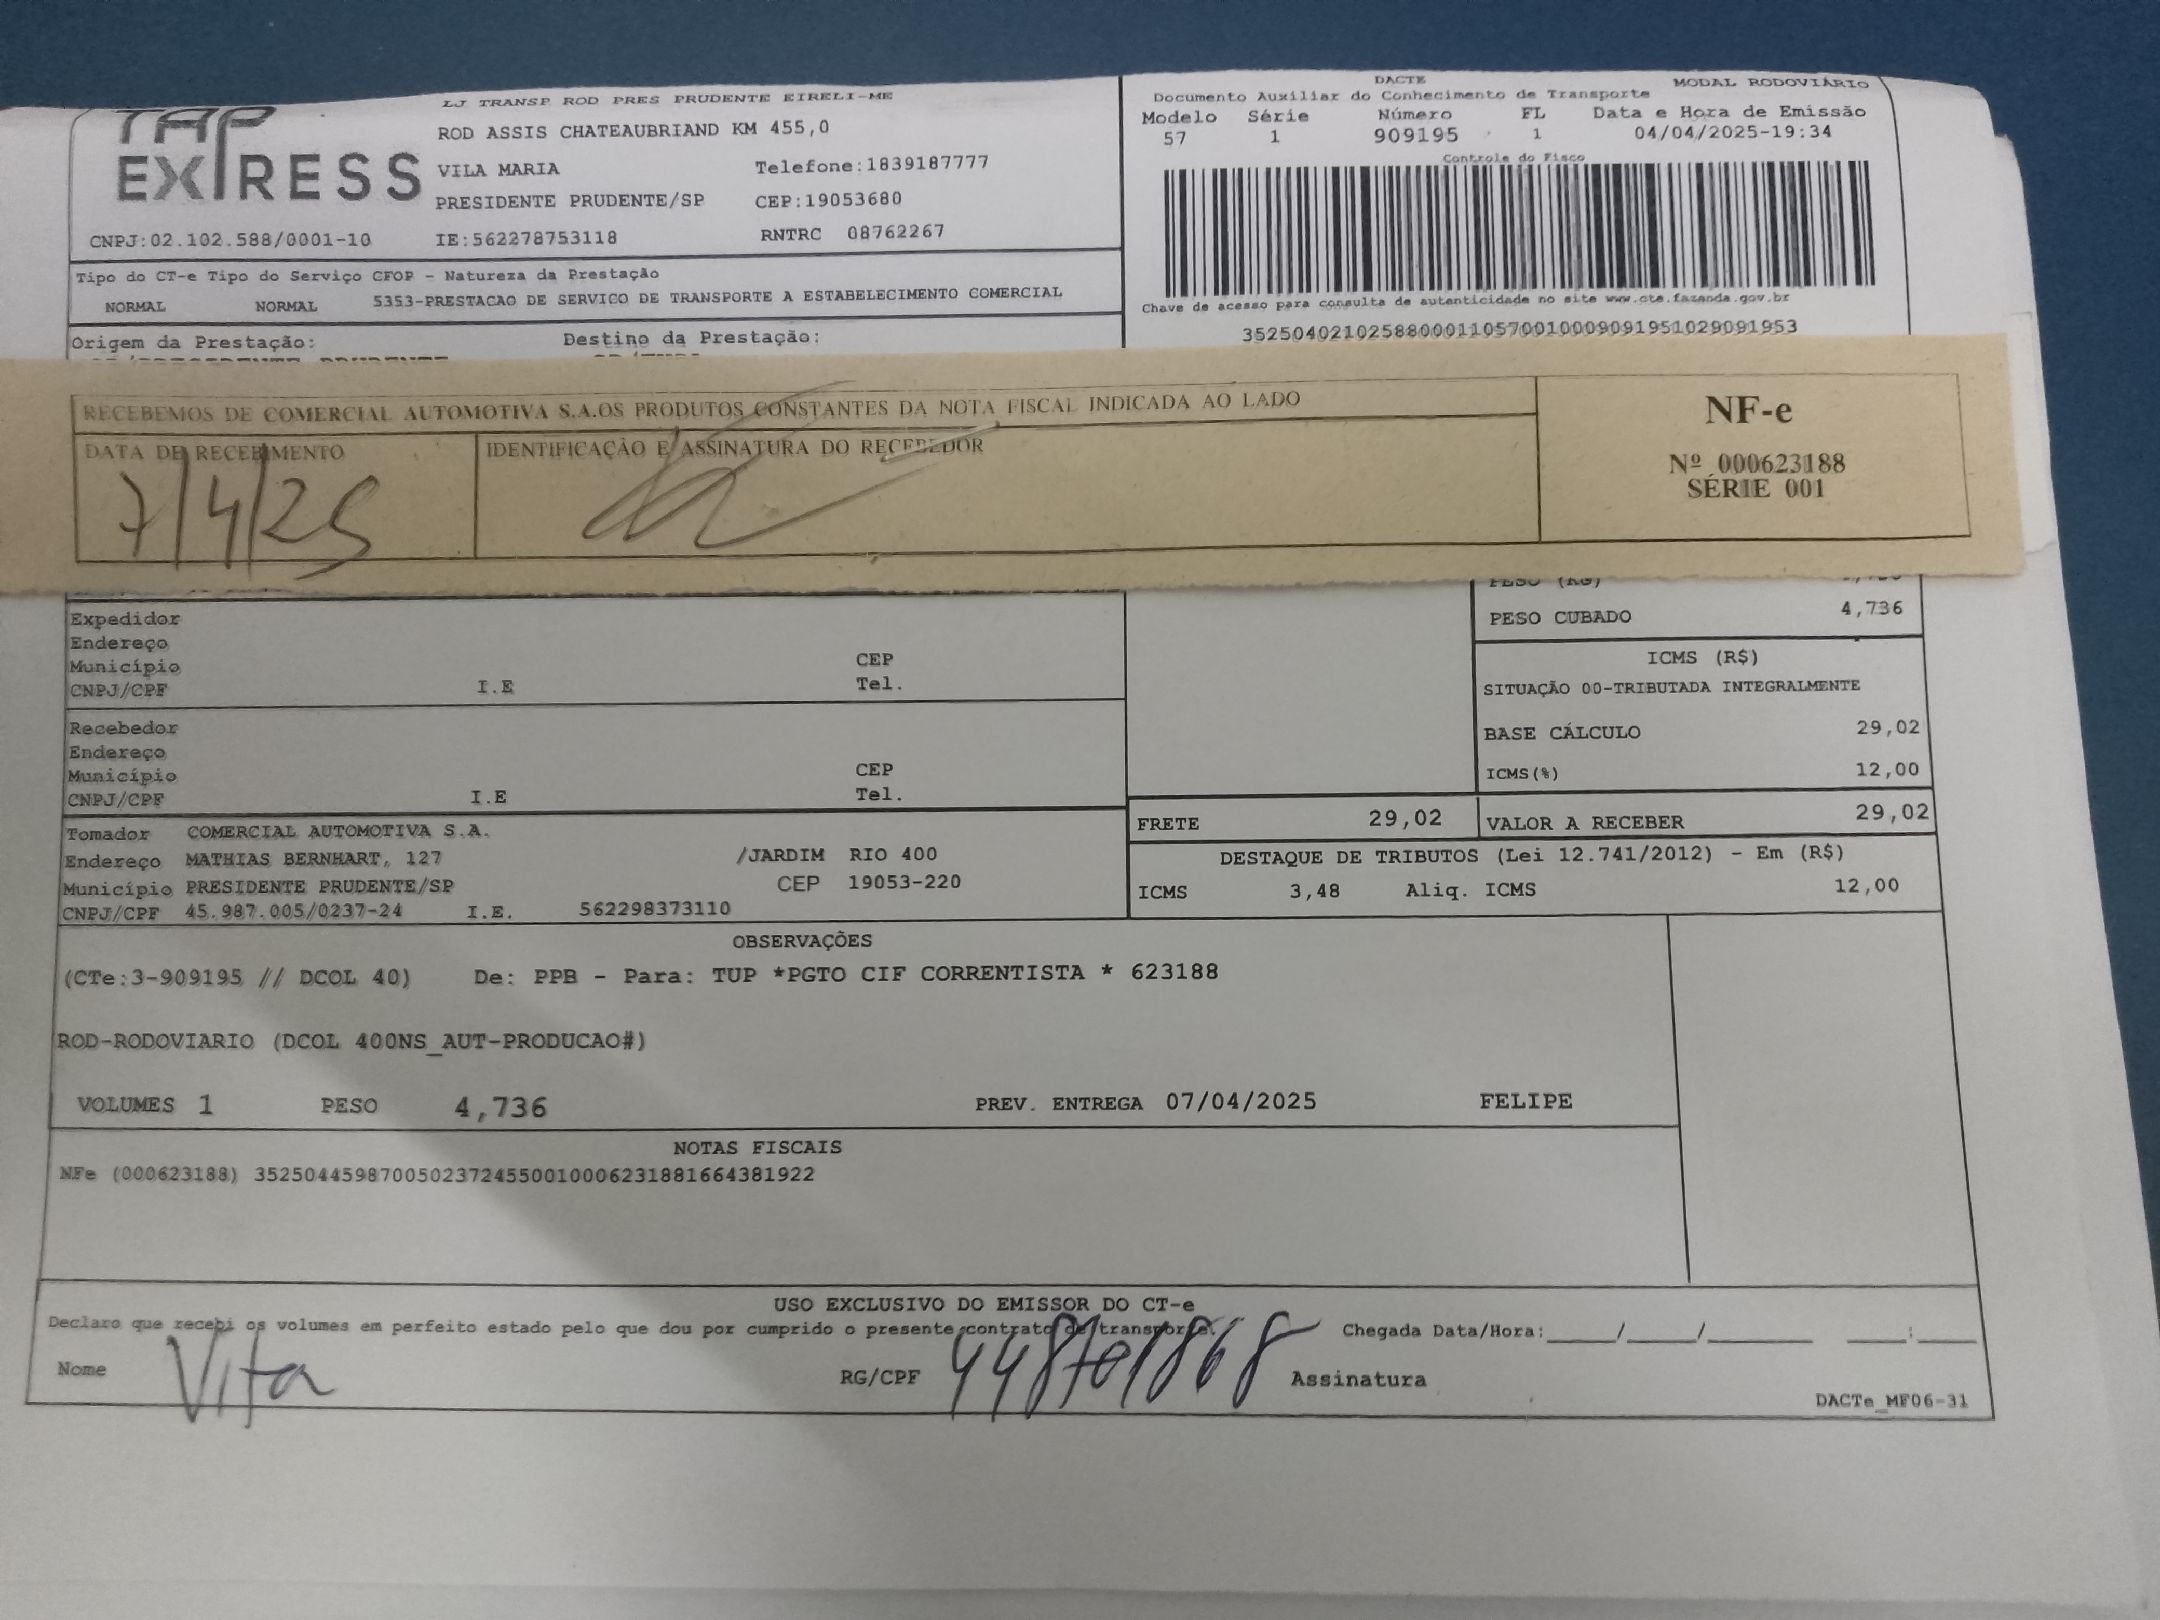 TAP
EXPRESS
LJ TRANSP ROD PRES PRUDENTE EIRELI-ME
ROD ASSIS CHATEAUBRIAND KM 455,0
VILA MARIA Telefone:1839187777
PRESIDENTE PRUDENTE/SP CEP:19053680
CNPJ:02.102.588/0001-10 IE:562278753118 RNTRC 08762267
DACTE MODAL RODOVIÁRIO
Documento Auxiliar do Conhecimento de Transporte
Modelo Série Número FL Data e Hora de Emissão
57 1 909195 1 04/04/2025-19:34
Controle do Fisco
Chave de acesso para consulta de autenticidade no site www.cte.fazenda.gov.br
35250402102588000110570010009091951029091953
Tipo do CT-e Tipo do Serviço CFOP - Natureza da Prestação
NORMAL NORMAL 5353-PRESTACAO DE SERVICO DE TRANSPORTE A ESTABELECIMENTO COMERCIAL
Origem da Prestação: Destino da Prestação:
RECEBEMOS DE COMERCIAL AUTOMOTIVA S.A.OS PRODUTOS CONSTANTES DA NOTA FISCAL INDICADA AO LADO
DATA DE RECEBIMENTO IDENTIFICAÇÃO E ASSINATURA DO RECEBEDOR
7/4/25
NF-e
Nº 000623188
SÉRIE 001
PESO (KG)
PESO CUBADO 4,736
Expedidor
Endereço
Município CEP
CNPJ/CPF I.E Tel.
ICMS (R$)
SITUAÇÃO 00-TRIBUTADA INTEGRALMENTE
BASE CÁLCULO 29,02
ICMS(%) 12,00
Recebedor
Endereço
Município CEP
CNPJ/CPF I.E Tel.
FRETE 29,02 VALOR A RECEBER 29,02
Tomador COMERCIAL AUTOMOTIVA S.A.
Endereço MATHIAS BERNHART, 127 /JARDIM RIO 400
Município PRESIDENTE PRUDENTE/SP CEP 19053-220
CNPJ/CPF 45.987.005/0237-24 I.E. 562298373110
DESTAQUE DE TRIBUTOS (Lei 12.741/2012) - Em (R$)
ICMS 3,48 Aliq. ICMS 12,00
OBSERVAÇÕES
(CTe:3-909195 // DCOL 40) De: PPB - Para: TUP *PGTO CIF CORRENTISTA * 623188
ROD-RODOVIARIO (DCOL 400NS_AUT-PRODUCAO#)
VOLUMES 1 PESO 4,736 PREV. ENTREGA 07/04/2025 FELIPE
NOTAS FISCAIS
NFe (000623188) 35250445987005023724550010006231881664381922
USO EXCLUSIVO DO EMISSOR DO CT-e
Declaro que recebi os volumes em perfeito estado pelo que dou por cumprido o presente contrato de transporte. Chegada Data/Hora:_____/_____/________ _____:_____
Nome Vita RG/CPF Assinatura
DACTe_MF06-31